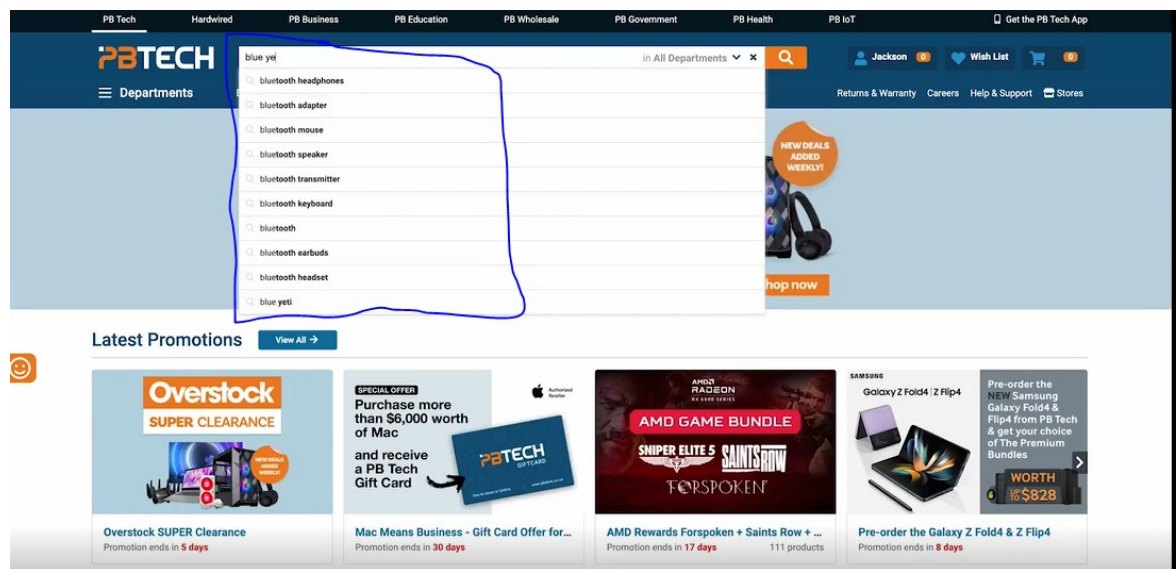 PB Tech Hardwired PB Business PB Education PB Wholesale PB Government PB Health PB IoT Get the PB Tech App
PBTECH
blue ye in All Departments
Jackson 0 Wish List 0
Departments
Returns & Warranty Careers Help & Support Stores
bluetooth headphones
bluetooth adapter
bluetooth mouse
bluetooth speaker
bluetooth transmitter
bluetooth keyboard
bluetooth
bluetooth earbuds
bluetooth headset
blue yeti
NEW DEALS
ADDED
WEEKLY!
hop now
Latest Promotions View All →
Overstock
SUPER CLEARANCE
NEW DEALS
ADDED
WEEKLY!
Overstock SUPER Clearance
Promotion ends in 5 days
SPECIAL OFFER
Purchase more
than $6,000 worth
of Mac
and receive
a PB Tech
Gift Card
Authorized
Reseller
PBTECH
GIFTCARD
Mac Means Business - Gift Card Offer for...
Promotion ends in 30 days
AMD
RADEON
AMD GAME BUNDLE
SNIPER ELITE 5
SAINTS ROW
FORSPOKEN
AMD Rewards Forspoken + Saints Row + ...
Promotion ends in 17 days 111 products
SAMSUNG
Galaxy Z Fold4 | Z Flip4
Pre-order the
NEW Samsung
Galaxy Fold4 &
Flip4 from PB Tech
& get your choice
of The Premium
Bundles
WORTH
UP TO $828
Pre-order the Galaxy Z Fold4 & Z Flip4
Promotion ends in 8 days